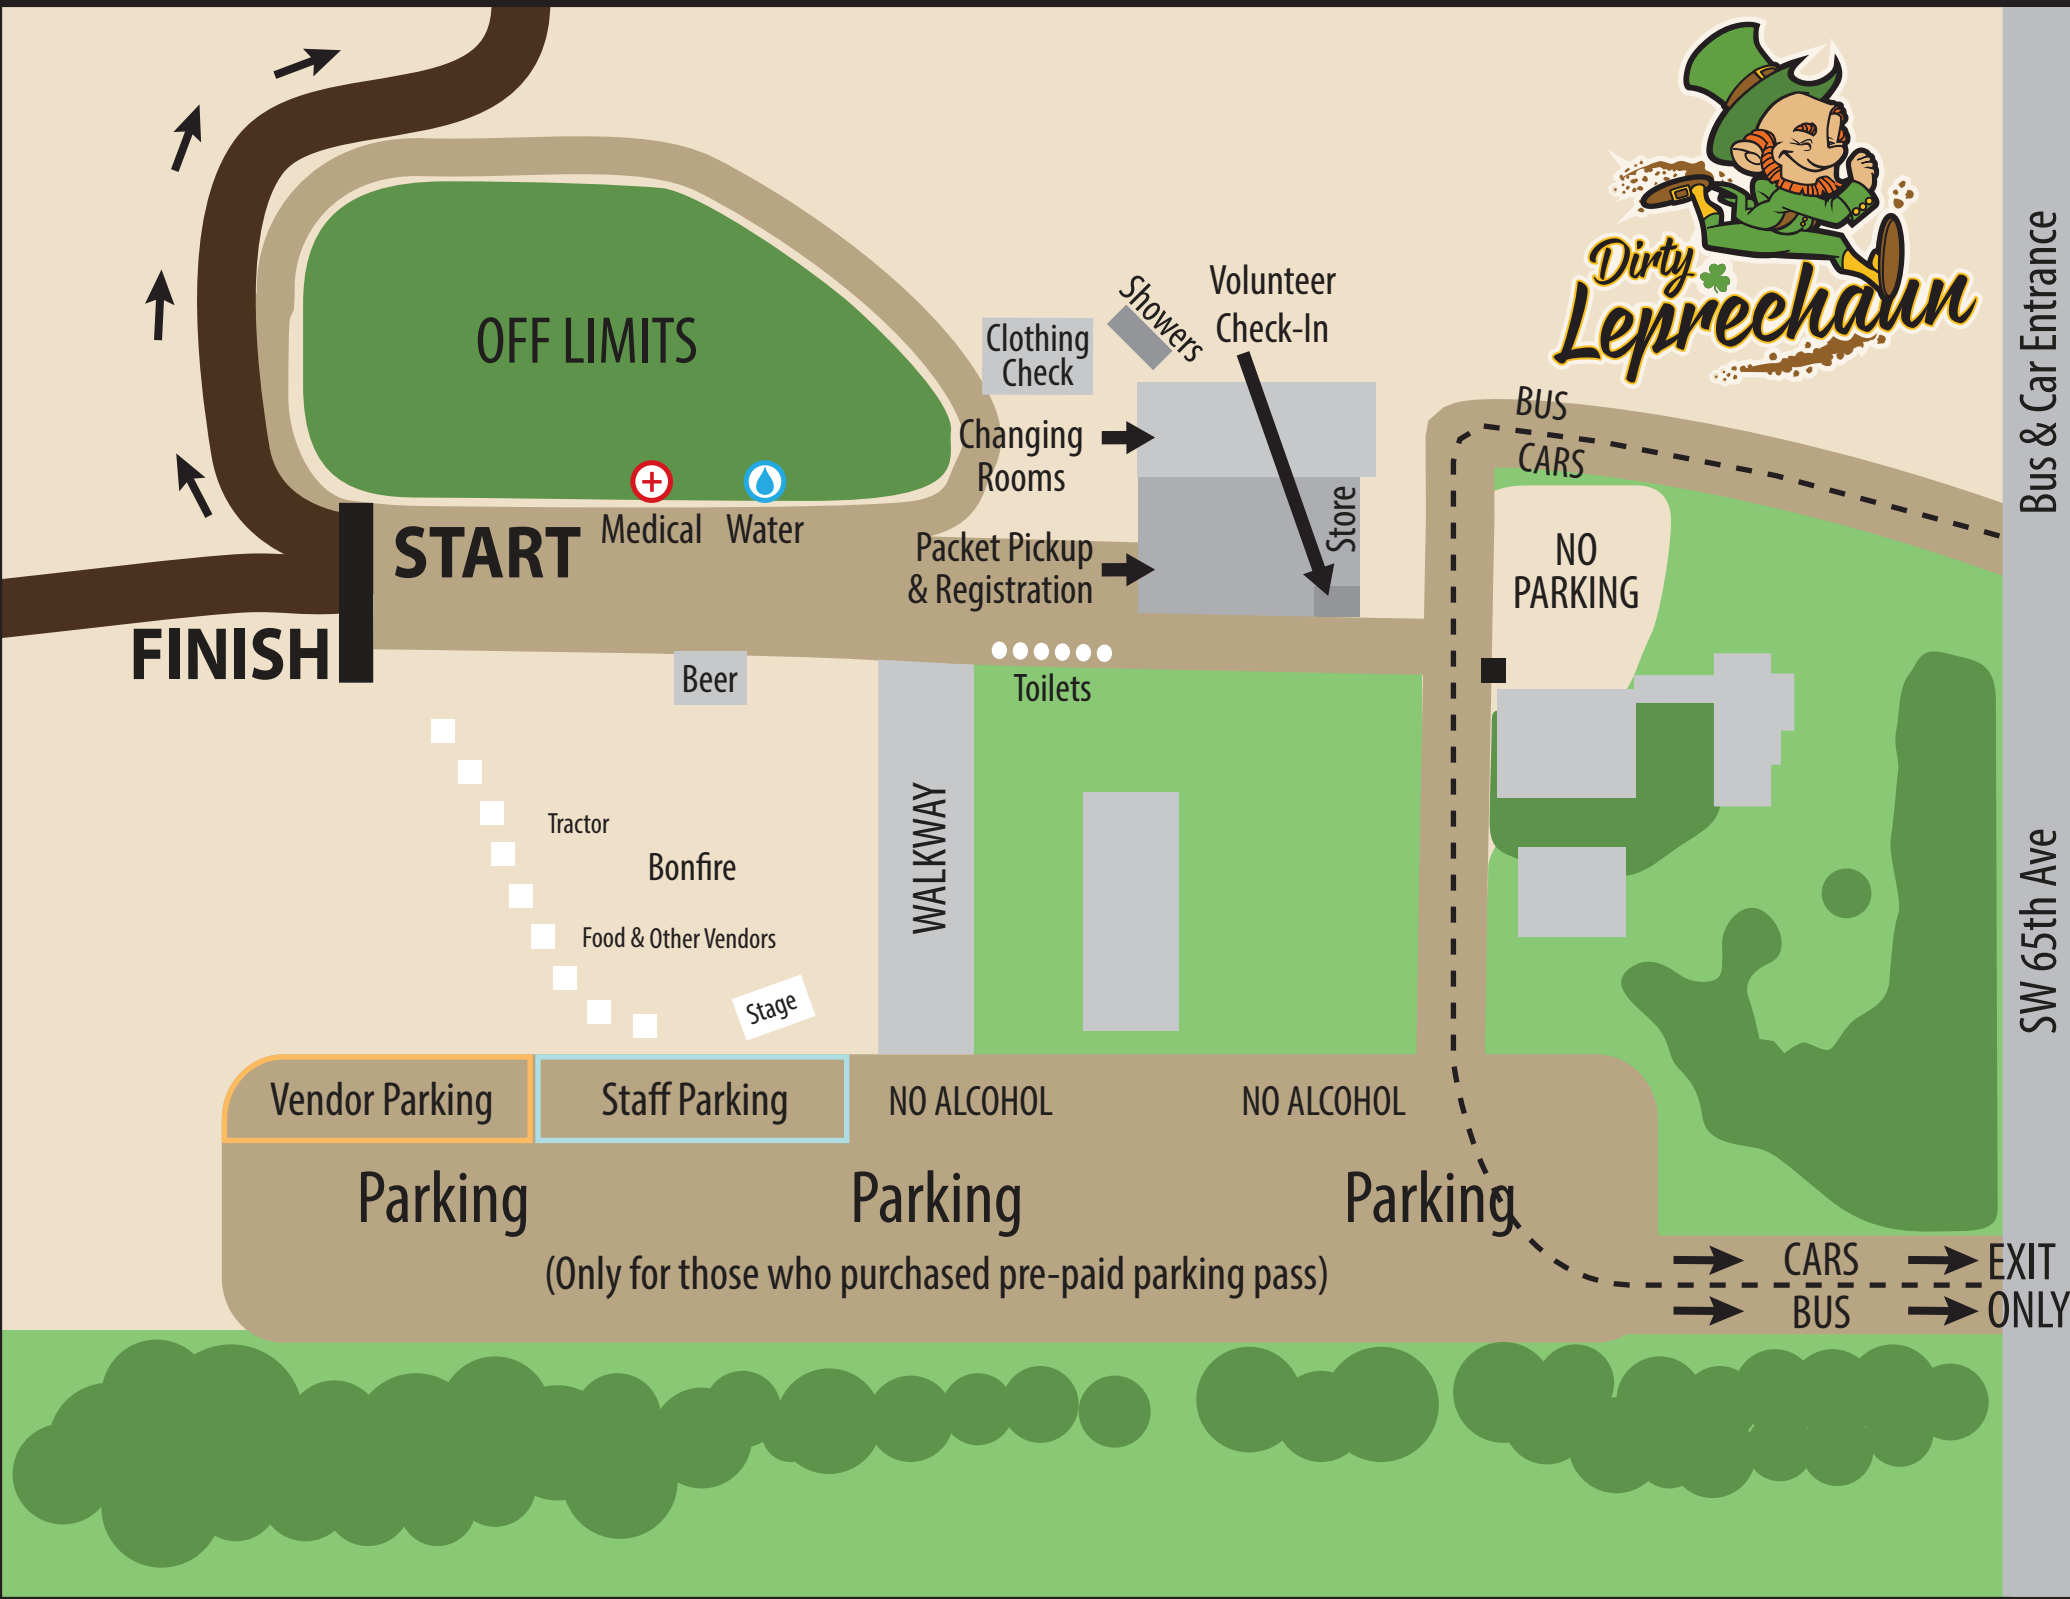 Dirty
Leprechaun
Bus & Car Entrance
SW 65th Ave
Volunteer
Check-In
Showers
Clothing
Check
OFF LIMITS
BUS
CARS
Changing
Rooms
Store
Medical
Water
START
Packet Pickup
& Registration
NO
PARKING
FINISH
Beer
Toilets
Tractor
Bonfire
WALKWAY
Food & Other Vendors
Stage
Vendor Parking
Staff Parking
NO ALCOHOL
NO ALCOHOL
Parking
Parking
Parking
(Only for those who purchased pre-paid parking pass)
CARS
BUS
EXIT
ONLY